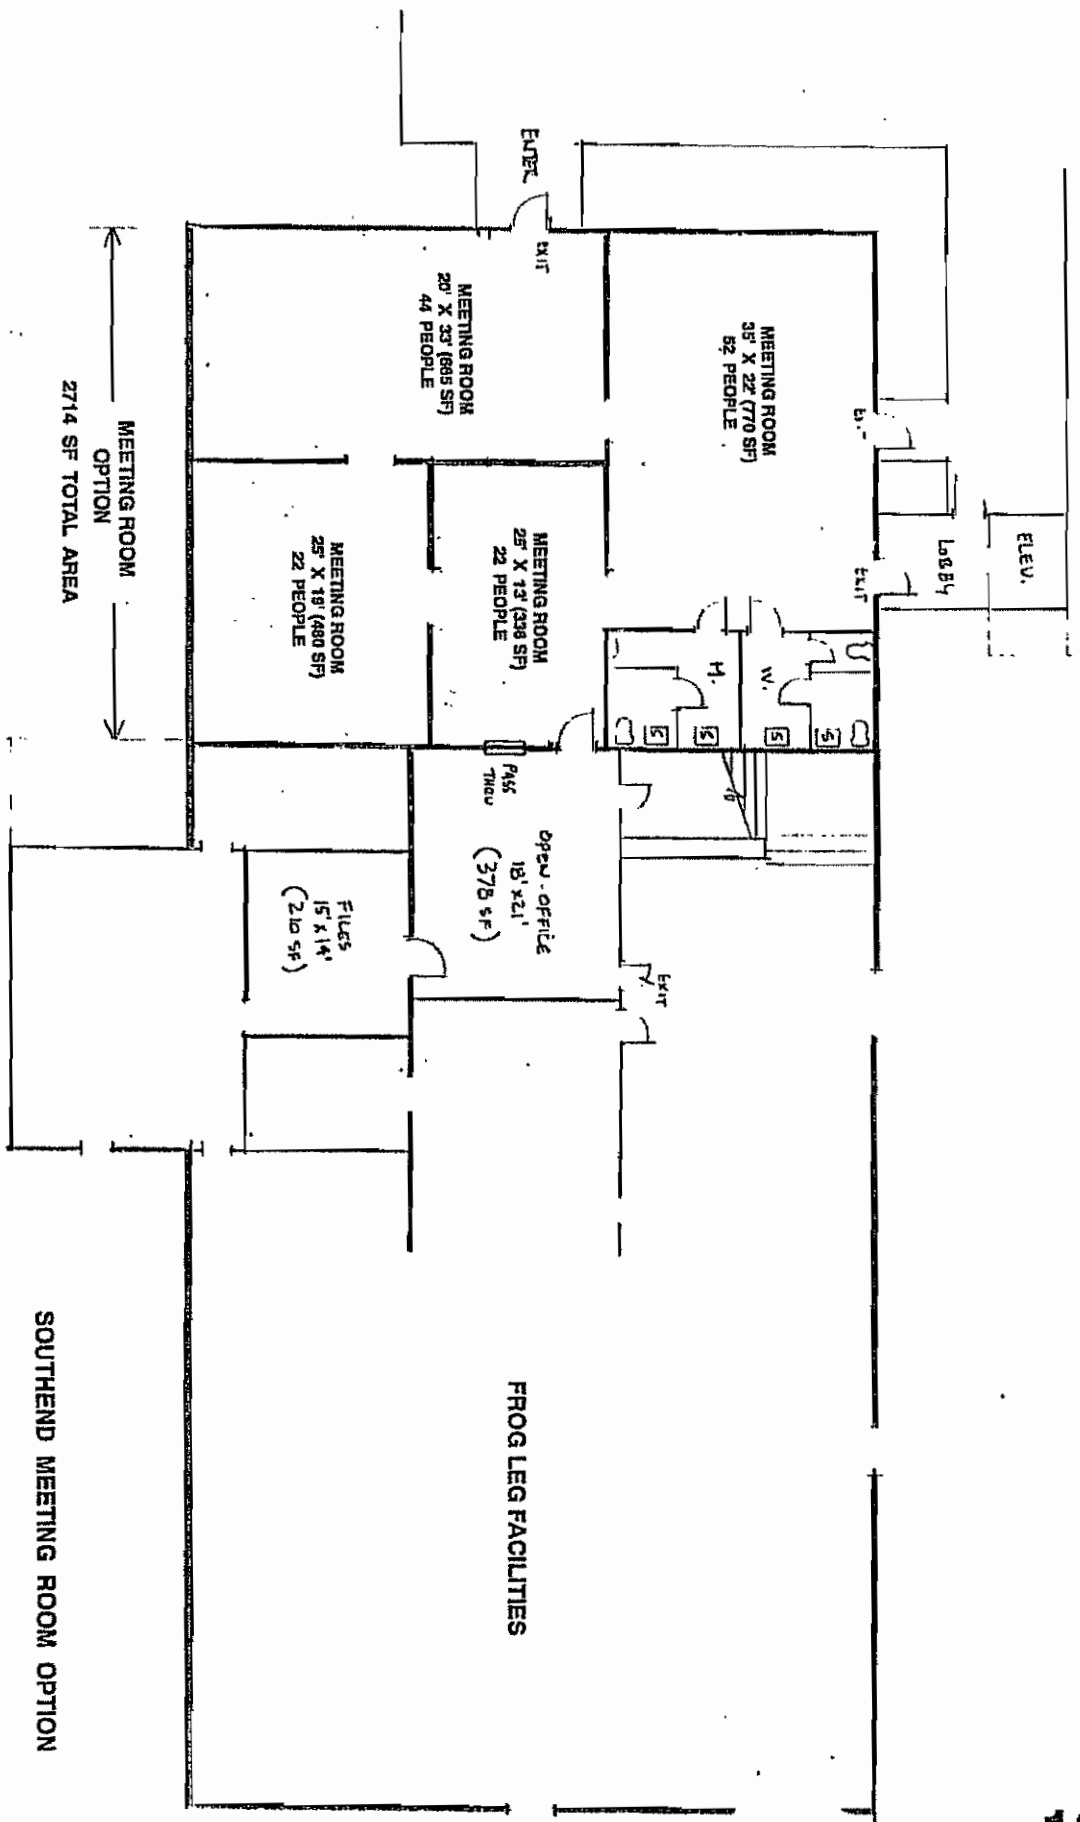 ELEV.
LOBBY
EXIT
MEETING ROOM
35' X 22' (770 SF)
52 PEOPLE
W.
M.
S
S
S
S
ENTER
EXIT
MEETING ROOM
20' X 33' (665 SF)
44 PEOPLE
MEETING ROOM
25' X 13' (338 SF)
22 PEOPLE
PASS
THRU
OPEN-OFFICE
18' x 21'
(378 SF)
EXIT
MEETING ROOM
25' X 19' (480 SF)
22 PEOPLE
FILES
15' x 14'
(210 SF)
FROG LEG FACILITIES
MEETING ROOM
OPTION
2714 SF TOTAL AREA
SOUTHEND MEETING ROOM OPTION